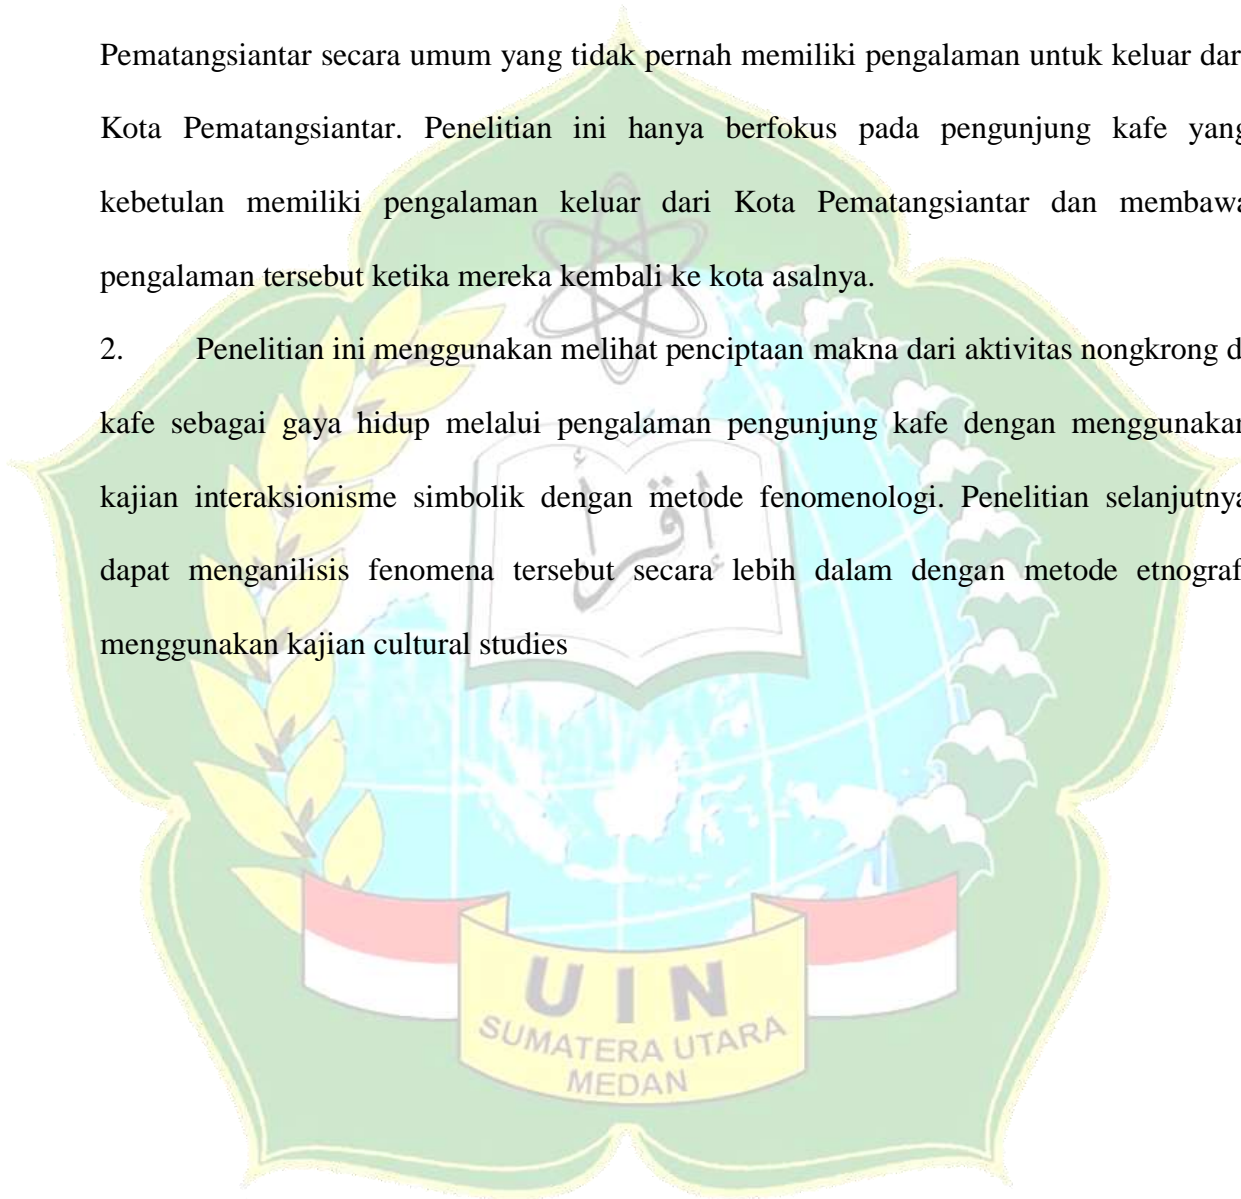 Pematangsiantar secara umum yang tidak pernah memiliki pengalaman untuk keluar dar
Kota Pematangsiantar. Penelitian ini hanya berfokus pada pengunjung kafe yang
kebetulan memiliki pengalaman keluar dari Kota Pematangsiantar dan membawa
pengalaman tersebut ketika mereka kembali ke kota asalnya.
2. Penelitian ini menggunakan melihat penciptaan makna dari aktivitas nongkrong d
kafe sebagai gaya hidup melalui pengalaman pengunjung kafe dengan menggunakan
kajian interaksionisme simbolik dengan metode fenomenologi. Penelitian selanjutnya
dapat menganilisis fenomena tersebut secara lebih dalam dengan metode etnograf
menggunakan kajian cultural studies
إقرأ
UIN
SUMATERA UTARA
MEDAN